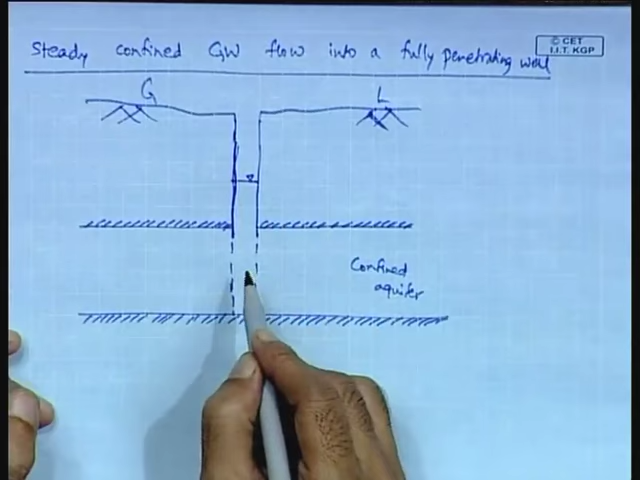 Steady confined GW flow into a fully penetrating well
© CET
I.I.T. KGP
G L
Confined
aquifer